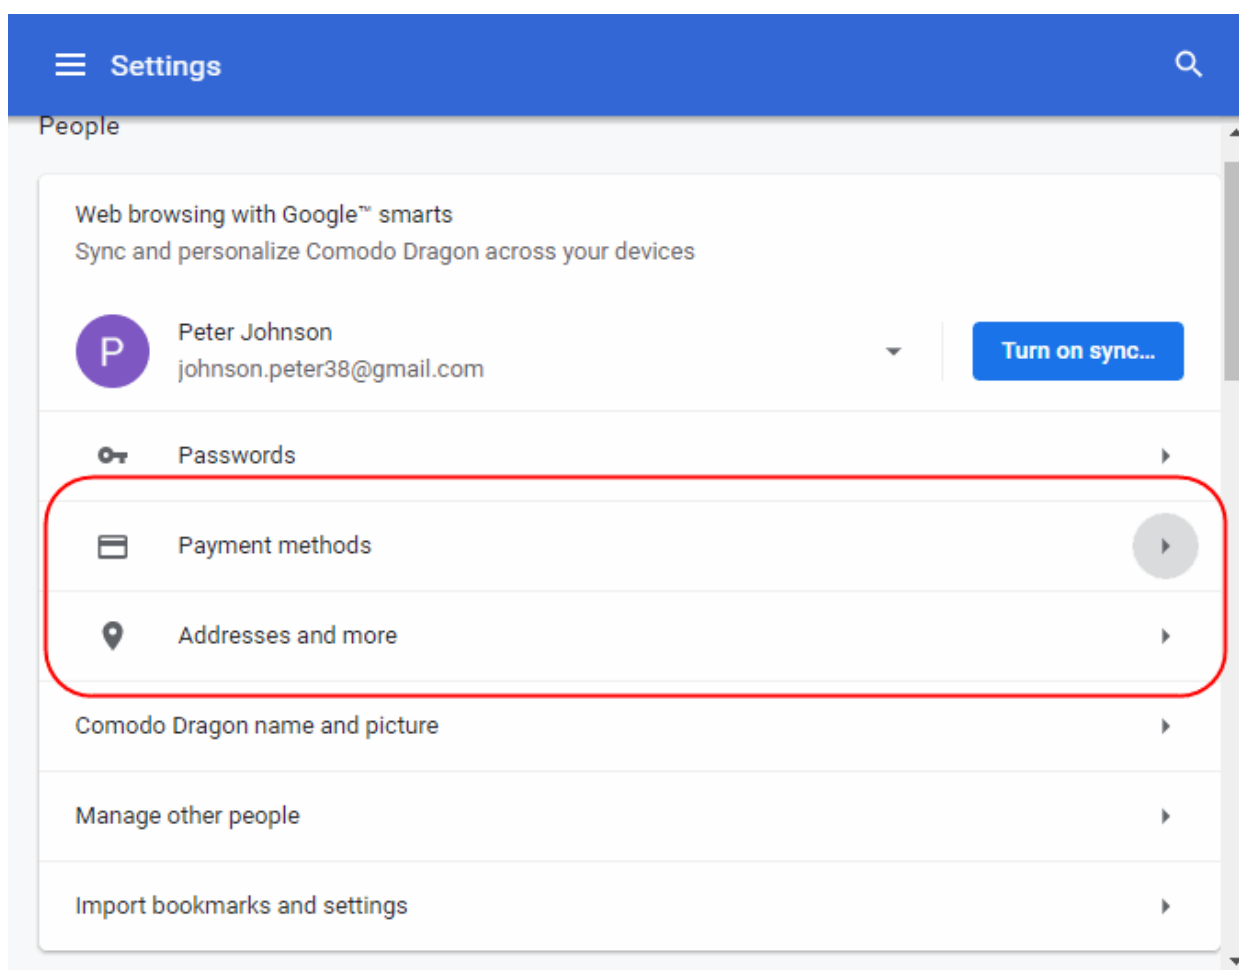 Settings
People
Web browsing with Google™ smarts
Sync and personalize Comodo Dragon across your devices
P
Peter Johnson
johnson.peter38@gmail.com
Turn on sync...
Passwords
Payment methods
Addresses and more
Comodo Dragon name and picture
Manage other people
Import bookmarks and settings